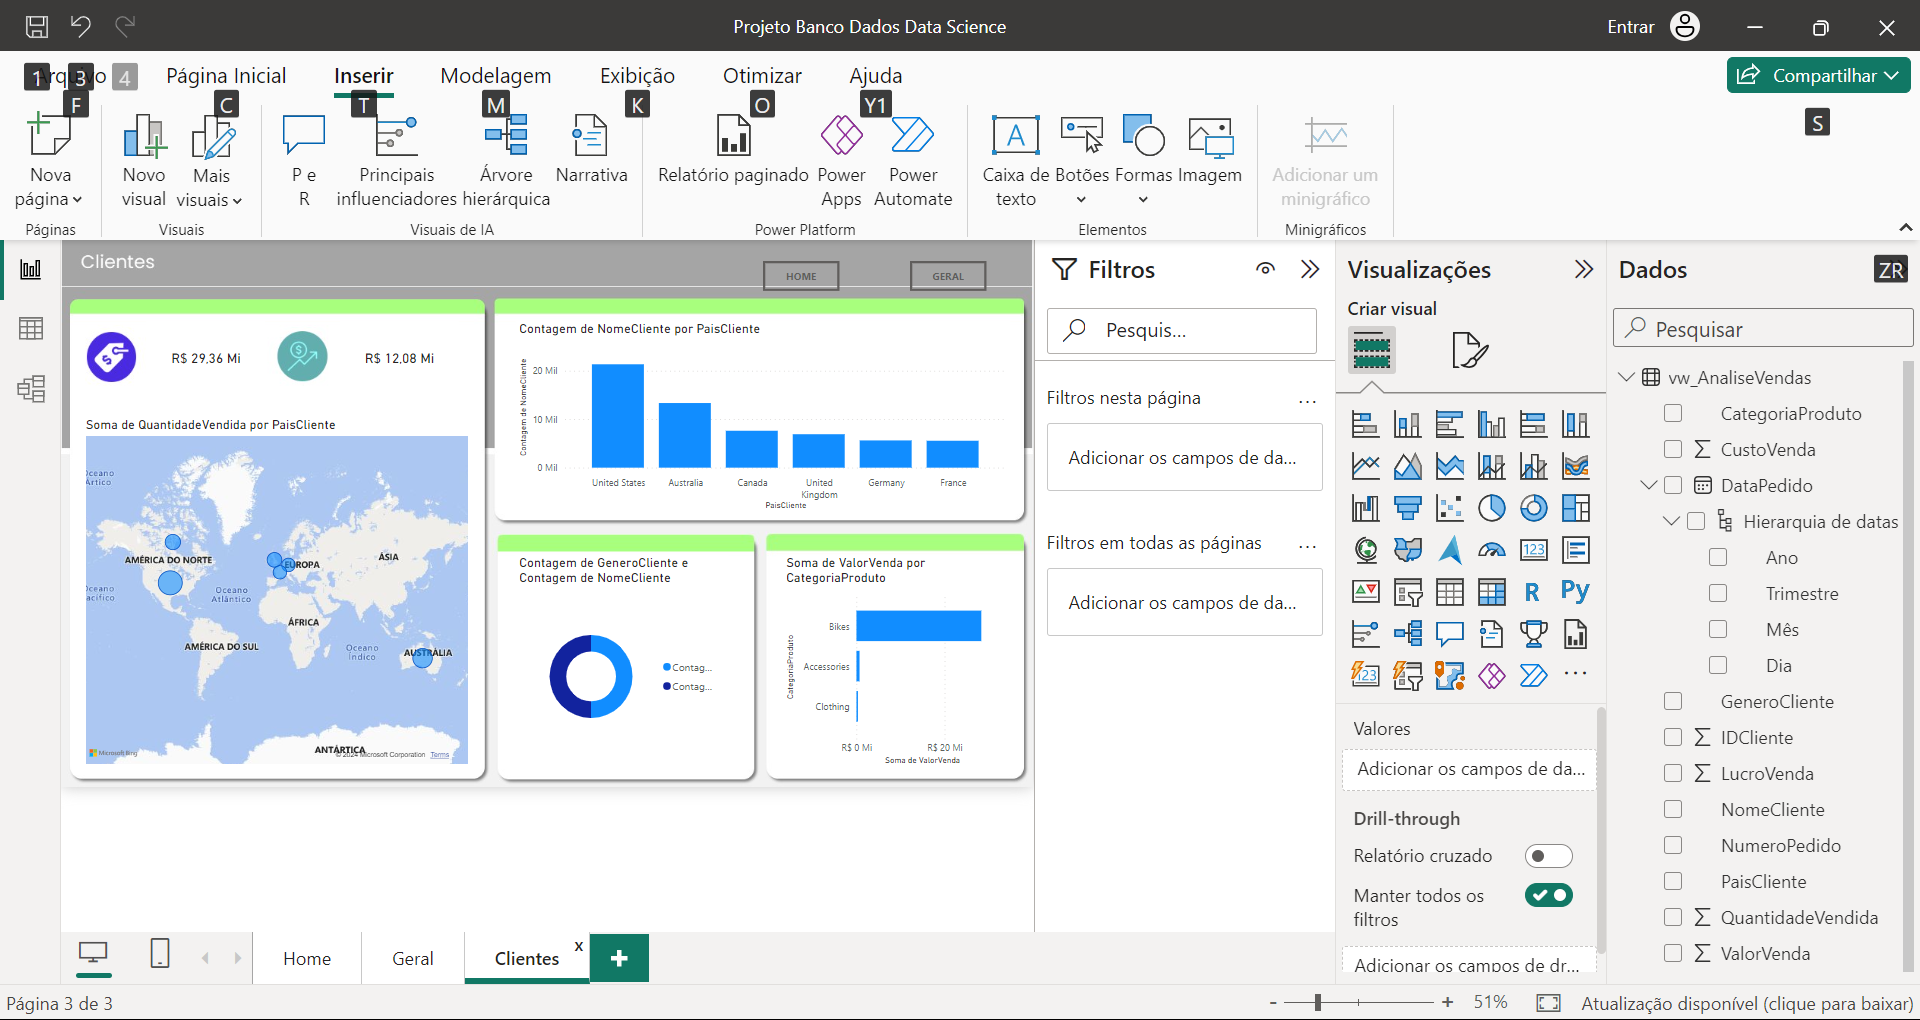 Projeto Banco Dados Data Science
Entrar
1
Arquivo
3
4
Página Inicial
Inserir
Modelagem
Exibição
Otimizar
Ajuda
Compartilhar
F
C
T
M
K
O
Y1
S
Nova
página
Novo
visual
Mais
visuais
P e
R
Principais
influenciadores
Árvore
hierárquica
Narrativa
Relatório paginado
Power
Apps
Power
Automate
Caixa de
texto
Botões
Formas
Imagem
Adicionar um
minigráfico
Páginas
Visuais
Visuais de IA
Power Platform
Elementos
Minigráficos
Clientes
HOME
GERAL
R$ 29,36 Mi
R$ 12,08 Mi
Soma de QuantidadeVendida por PaisCliente
Oceano
Ártico
AMÉRICA DO NORTE
EUROPA
ÁSIA
Oceano
Atlântico
ÁFRICA
AMÉRICA DO SUL
Oceano
Índico
AUSTRÁLIA
ANTÁRTICA
Microsoft Bing
© 2024 Microsoft Corporation
Terms
Contagem de NomeCliente por PaisCliente
Contagem de NomeCliente
20 Mil
10 Mil
0 Mil
United States
Australia
Canada
United
Kingdom
Germany
France
PaisCliente
Contagem de GeneroCliente e
Contagem de NomeCliente
Contag...
Contag...
Soma de ValorVenda por
CategoriaProduto
CategoriaProduto
Bikes
Accessories
Clothing
R$ 0 Mi
R$ 20 Mi
Soma de ValorVenda
Filtros
Pesquis...
Filtros nesta página
...
Adicionar os campos de da...
Filtros em todas as páginas
...
Adicionar os campos de da...
Visualizações
Criar visual
123
R
Py
123
...
Valores
Adicionar os campos de da...
Drill-through
Relatório cruzado
Manter todos os
filtros
Adicionar os campos de dr...
Dados
ZR
Pesquisar
vw_AnaliseVendas
CategoriaProduto
∑ CustoVenda
DataPedido
Hierarquia de datas
Ano
Trimestre
Mês
Dia
GeneroCliente
∑ IDCliente
∑ LucroVenda
NomeCliente
NumeroPedido
PaisCliente
∑ QuantidadeVendida
∑ ValorVenda
Home
Geral
Clientes
x
+
Página 3 de 3
- + 51%
Atualização disponível (clique para baixar)